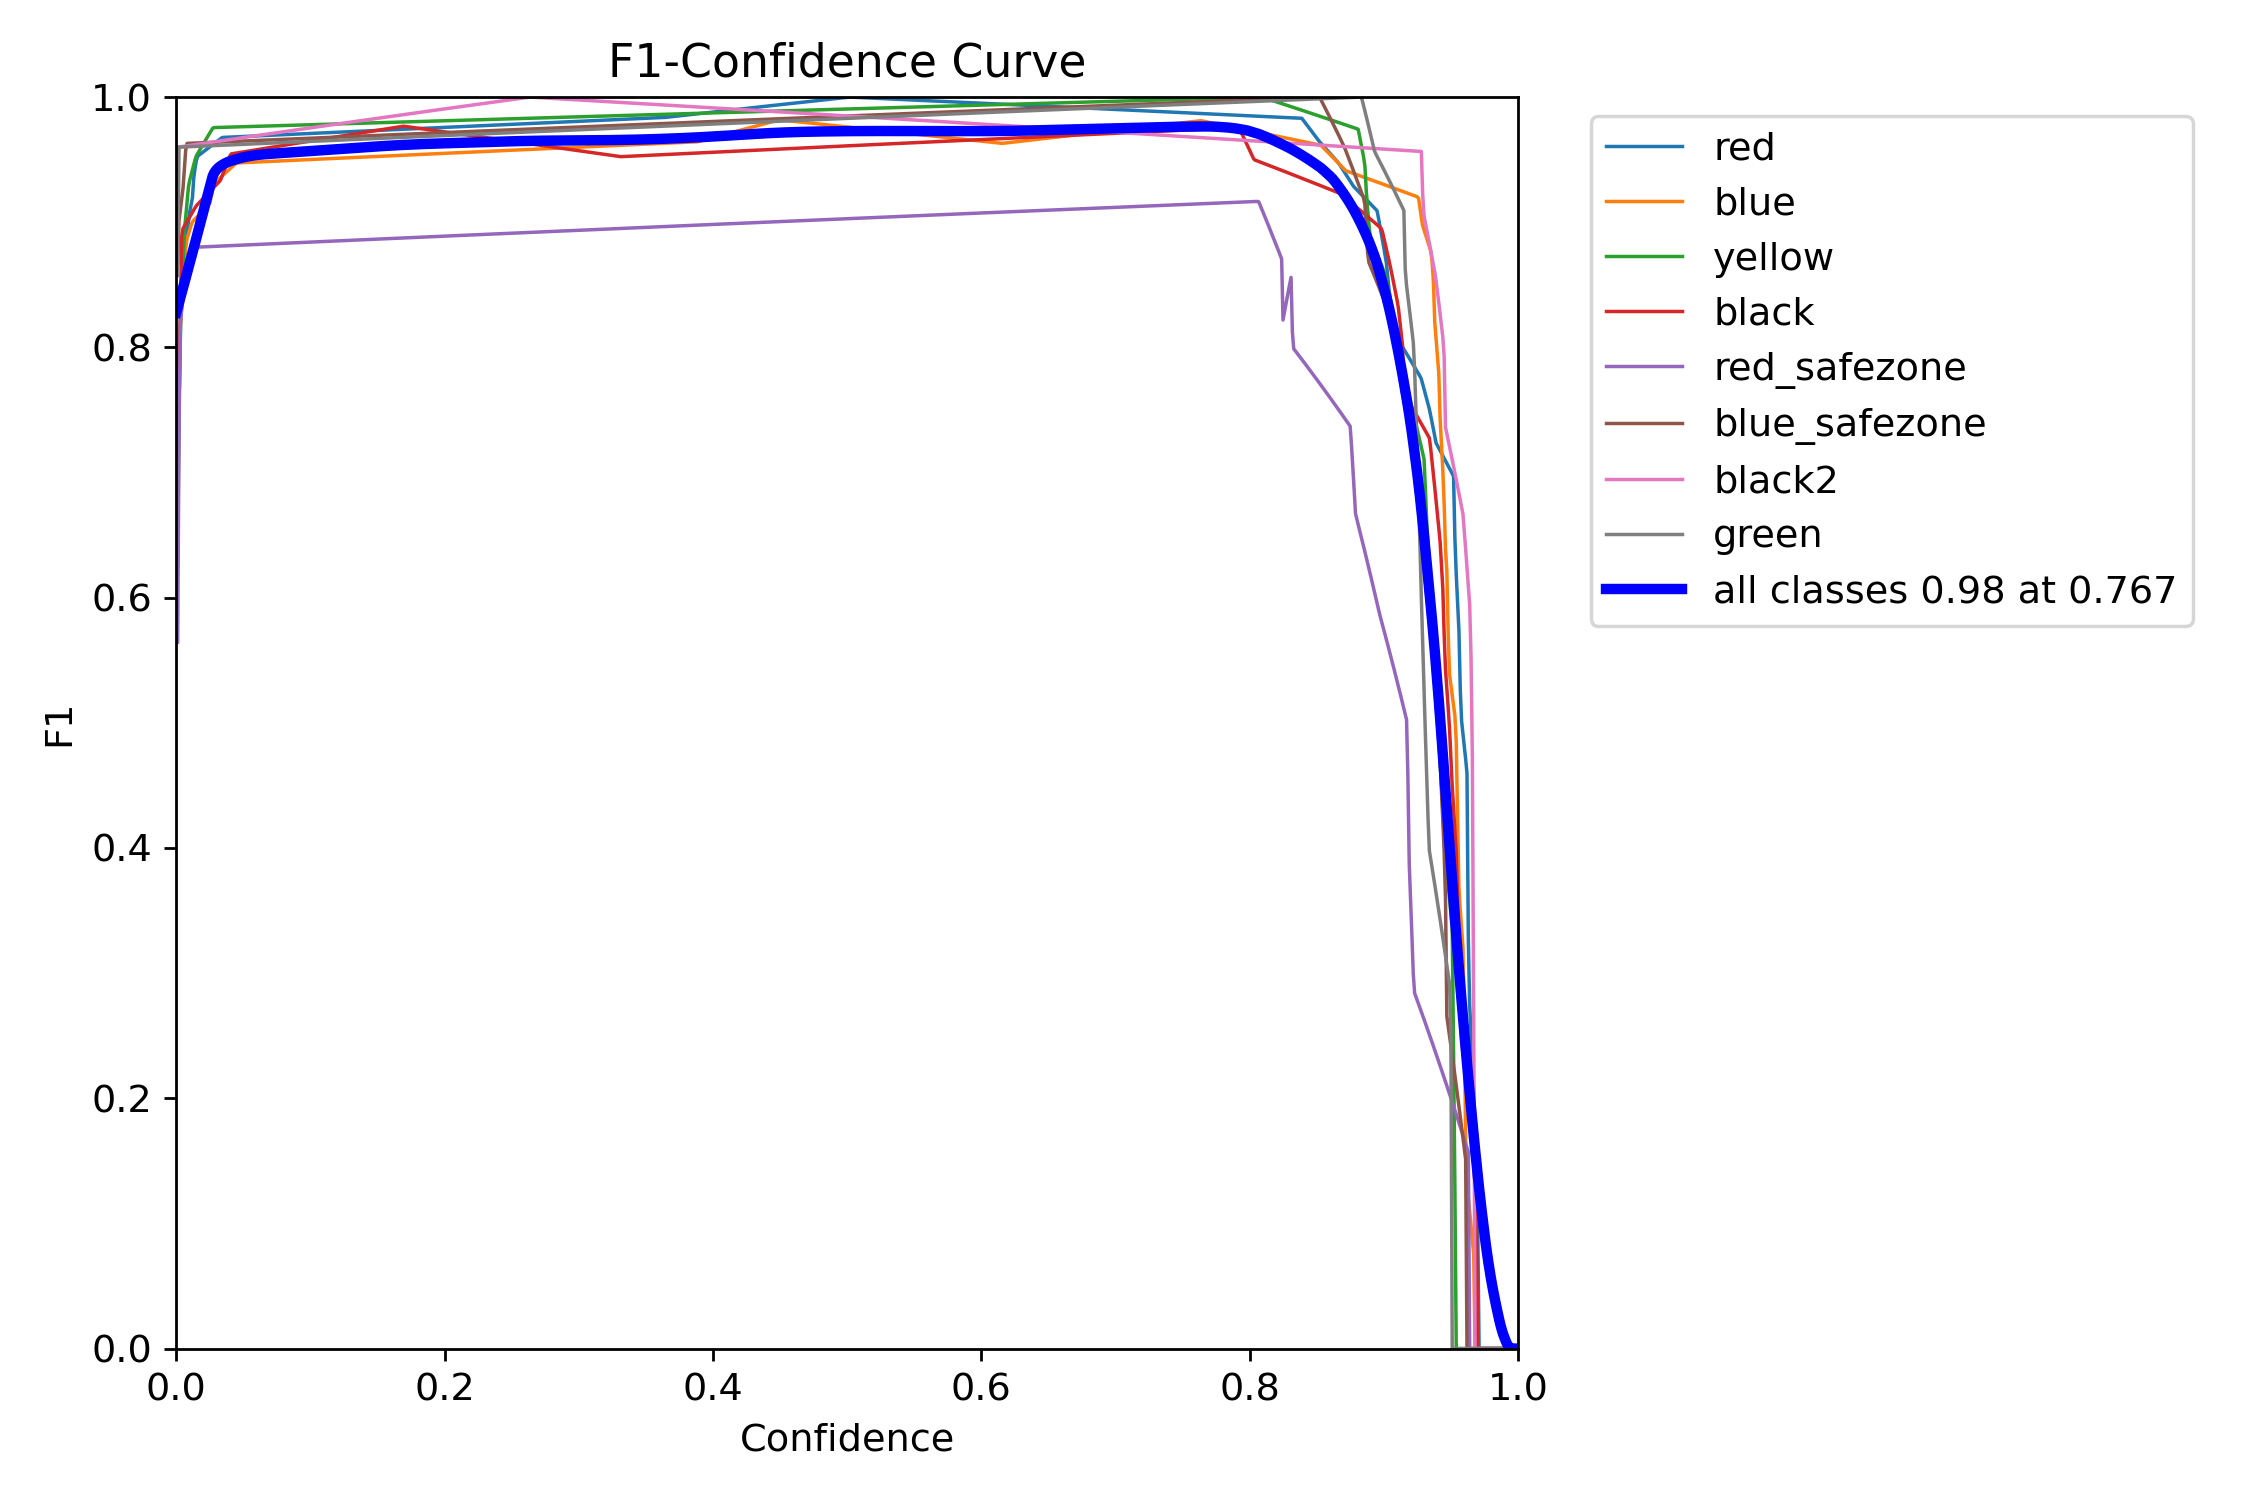 F1-Confidence Curve
1.0
0.8
0.6
0.4
0.2
0.0
F1
0.0 0.2 0.4 0.6 0.8 1.0
Confidence
red
blue
yellow
black
red_safezone
blue_safezone
black2
green
all classes 0.98 at 0.767